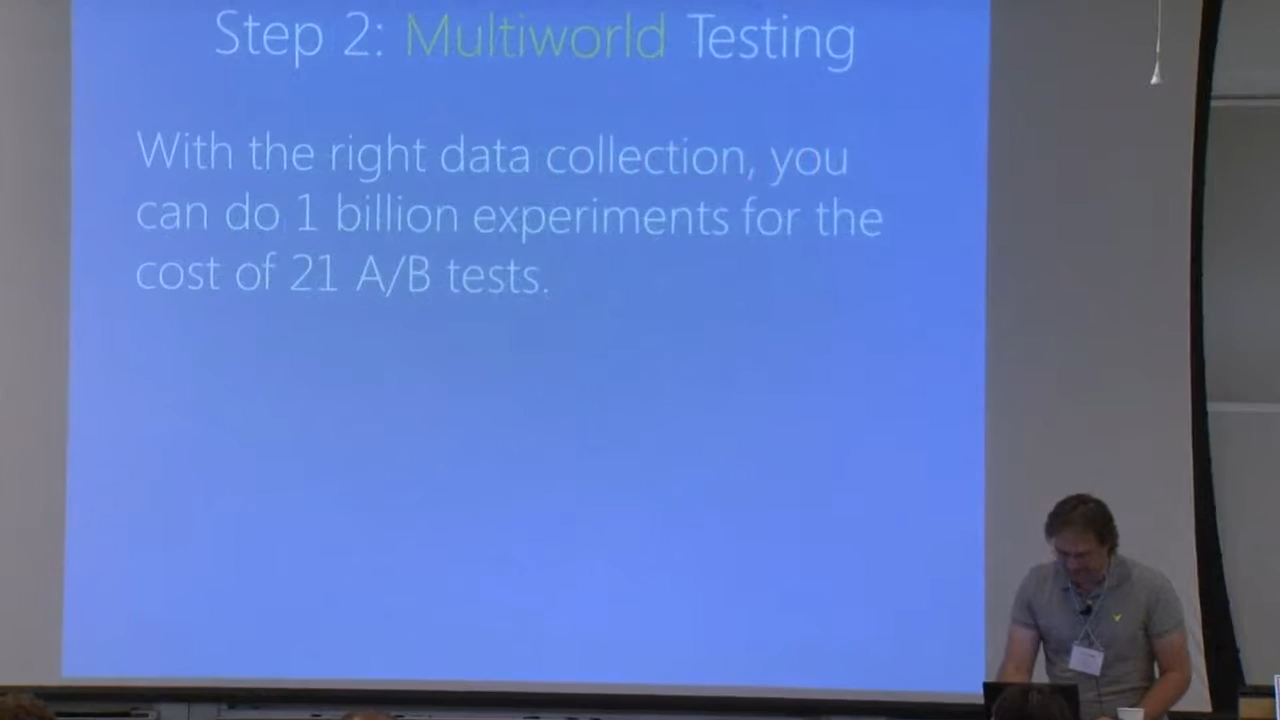 Step 2: Multiworld Testing
With the right data collection, you
can do 1 billion experiments for the
cost of 21 A/B tests.